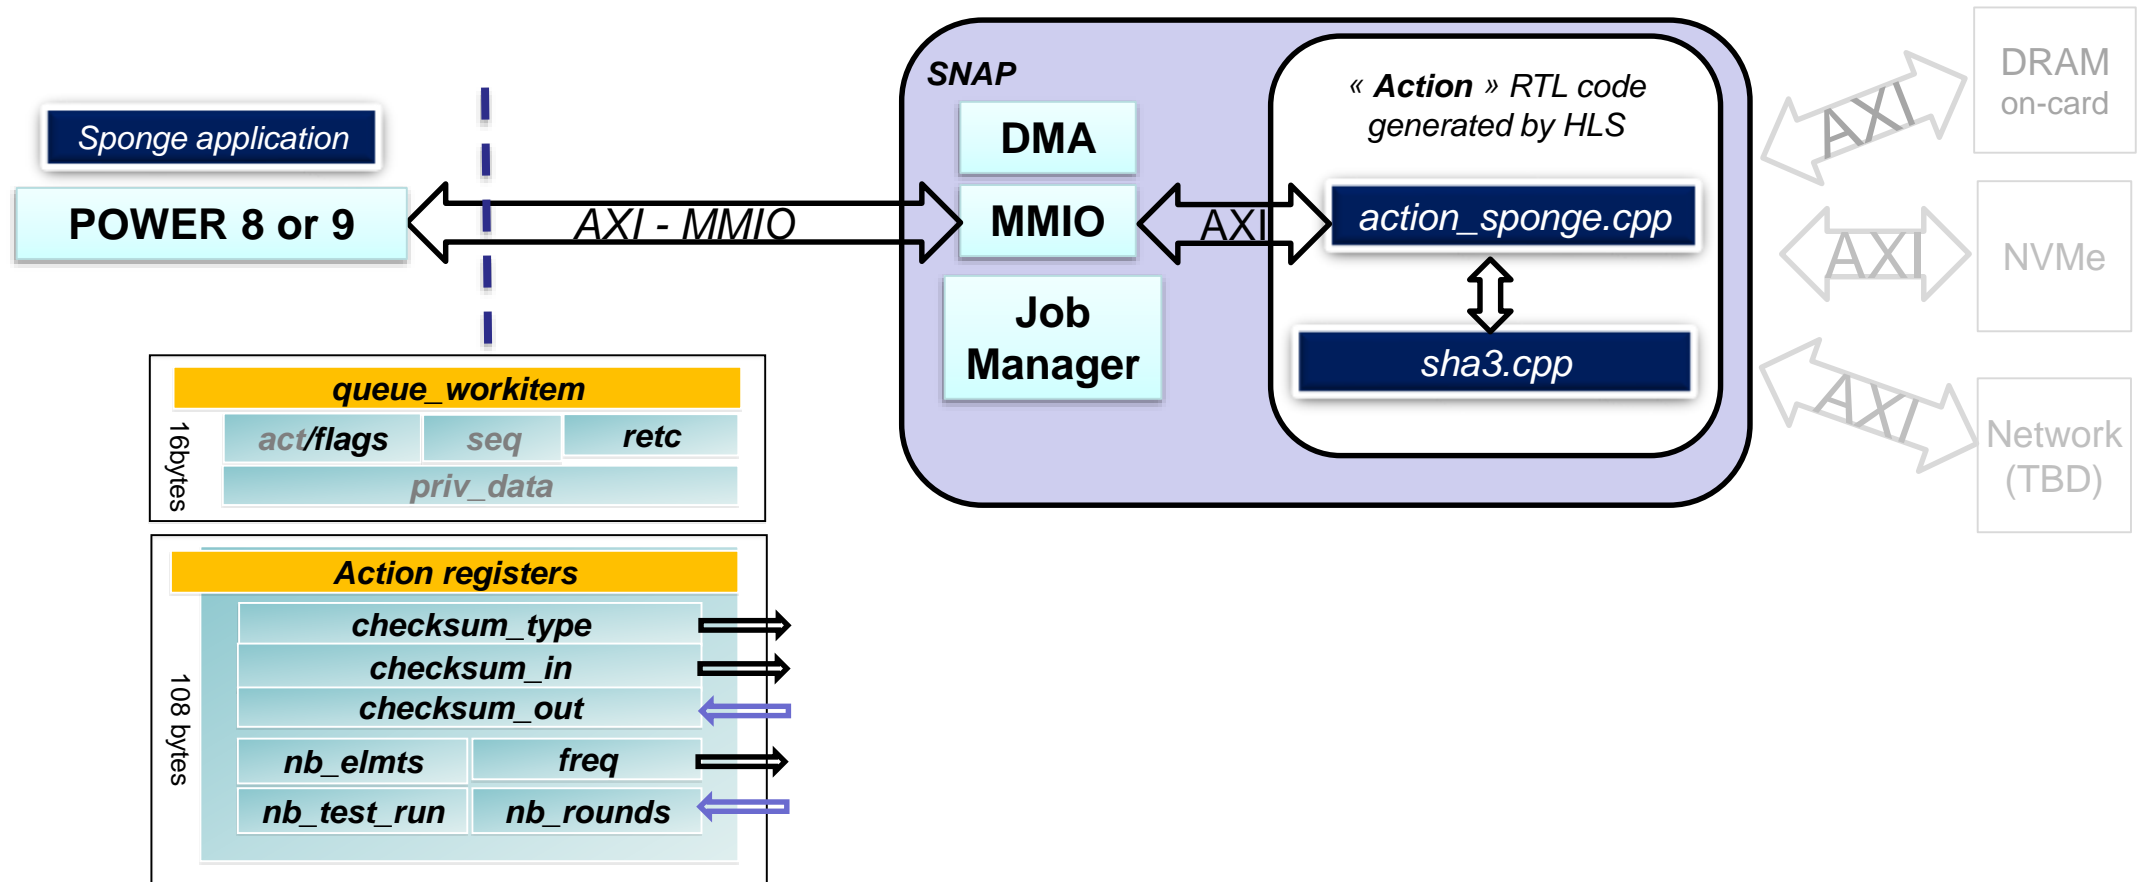 Sponge application
POWER 8 or 9
AXI - MMIO
SNAP
DMA
MMIO
Job
Manager
AXI
« Action » RTL code
generated by HLS
action_sponge.cpp
sha3.cpp
AXI
DRAM
on-card
AXI
NVMe
AXI
Network
(TBD)
queue_workitem
16bytes
act/flags
seq
retc
priv_data
Action registers
108 bytes
checksum_type
checksum_in
checksum_out
nb_elmts
freq
nb_test_run
nb_rounds